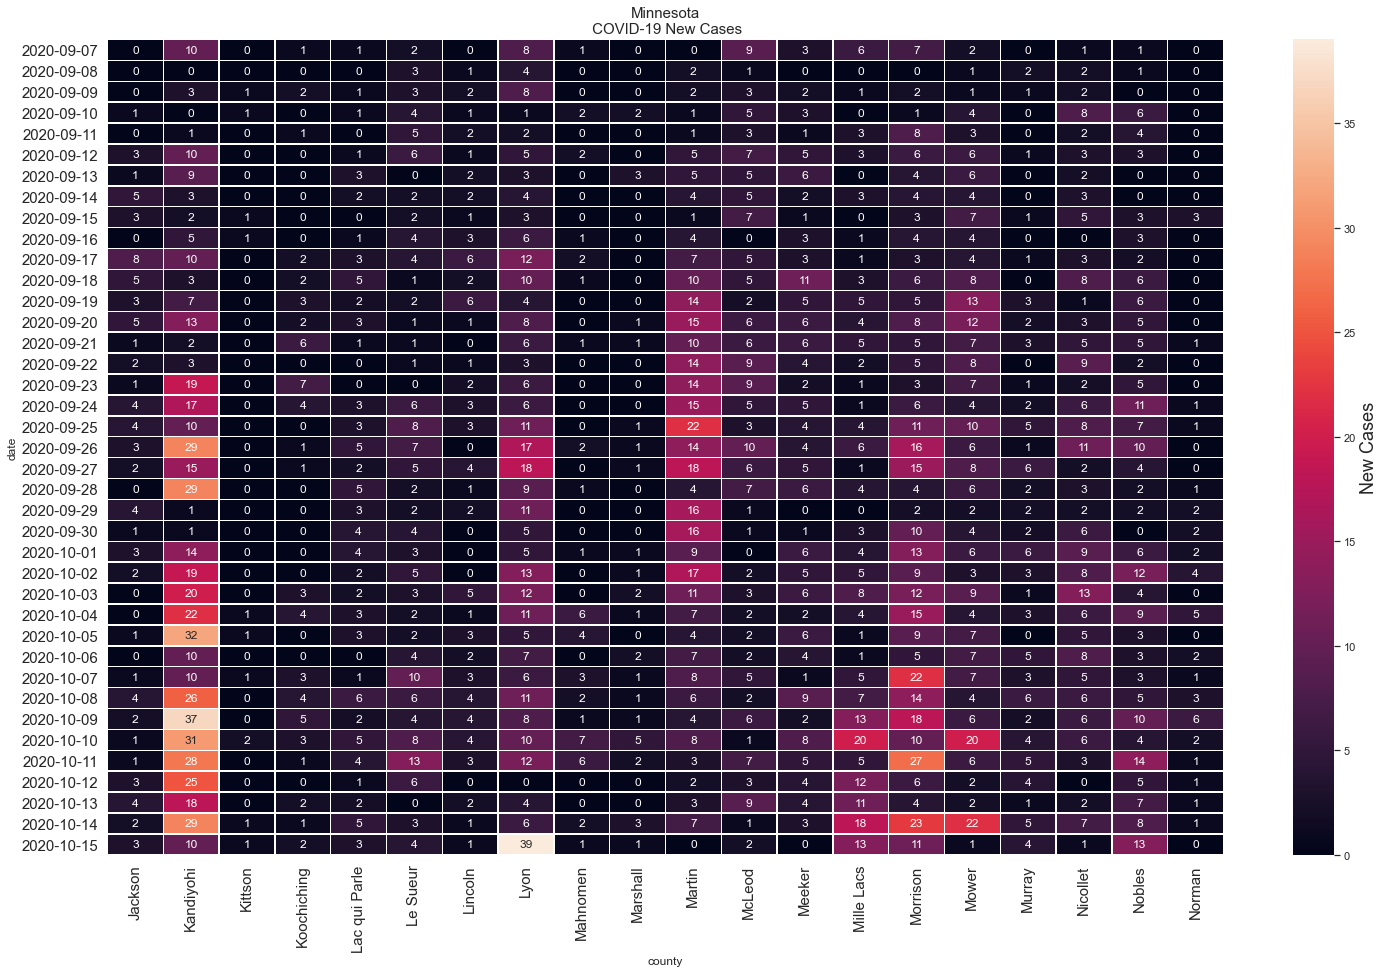 Minnesota
COVID-19 New Cases
2020-09-07 0 10 0 1 1 2 0 8 1 0 0 9 3 6 7 2 0 1 1 0
2020-09-08 0 0 0 0 0 3 1 4 0 0 2 1 0 0 0 1 2 2 1 0
2020-09-09 0 3 1 2 1 3 2 8 0 0 2 3 2 1 2 1 1 2 0 0
2020-09-10 1 0 1 0 1 4 1 1 2 2 1 5 3 0 1 4 0 8 6 0
2020-09-11 0 1 0 1 0 5 2 2 0 0 1 3 1 3 8 3 0 2 4 0
2020-09-12 3 10 0 0 1 6 1 5 2 0 5 7 5 3 6 6 1 3 3 0
2020-09-13 1 9 0 0 3 0 2 3 0 3 5 5 6 0 4 6 0 2 0 0
2020-09-14 5 3 0 0 2 2 2 4 0 0 4 5 2 3 4 4 0 3 0 0
2020-09-15 3 2 1 0 0 2 1 3 0 0 1 7 1 0 3 7 1 5 3 3
2020-09-16 0 5 1 0 1 4 3 6 1 0 4 0 3 1 4 4 0 0 3 0
2020-09-17 8 10 0 2 3 4 6 12 2 0 7 5 3 1 3 4 1 3 2 0
2020-09-18 5 3 0 2 5 1 2 10 1 0 10 5 11 3 6 8 0 8 6 0
2020-09-19 3 7 0 3 2 2 6 4 0 0 14 2 5 5 5 13 3 1 6 0
2020-09-20 5 13 0 2 3 1 1 8 0 1 15 6 6 4 8 12 2 3 5 0
2020-09-21 1 2 0 6 1 1 0 6 1 1 10 6 6 5 5 7 3 5 5 1
2020-09-22 2 3 0 0 0 1 1 3 0 0 14 9 4 2 5 8 0 9 2 0
2020-09-23 1 19 0 7 0 0 2 6 0 0 14 9 2 1 3 7 1 2 5 0
2020-09-24 4 17 0 4 3 6 3 6 0 0 15 5 5 1 6 4 2 6 11 1
2020-09-25 4 10 0 0 3 8 3 11 0 1 22 3 4 4 11 10 5 8 7 1
2020-09-26 3 29 0 1 5 7 0 17 2 1 14 10 4 6 16 6 1 11 10 0
2020-09-27 2 15 0 1 2 5 4 18 0 1 18 6 5 1 15 8 6 2 4 0
2020-09-28 0 29 0 0 5 2 1 9 1 0 4 7 6 4 4 6 2 3 2 1
2020-09-29 4 1 0 0 3 2 2 11 0 0 16 1 0 0 2 2 2 2 2 2
2020-09-30 1 1 0 0 4 4 0 5 0 0 16 1 1 3 10 4 2 6 0 2
2020-10-01 3 14 0 0 4 3 0 5 1 1 9 0 6 4 13 6 6 9 6 2
2020-10-02 2 19 0 0 2 5 0 13 0 1 17 2 5 5 9 3 3 8 12 4
2020-10-03 0 20 0 3 2 3 5 12 0 2 11 3 6 8 12 9 1 13 4 0
2020-10-04 0 22 1 4 3 2 1 11 6 1 7 2 2 4 15 4 3 6 9 5
2020-10-05 1 32 1 0 3 2 3 5 4 0 4 2 6 1 9 7 0 5 3 0
2020-10-06 0 10 0 0 0 4 2 7 0 2 7 2 4 1 5 7 5 8 3 2
2020-10-07 1 10 1 3 1 10 3 6 3 1 8 5 1 5 22 7 3 5 3 1
2020-10-08 4 26 0 4 6 6 4 11 2 1 6 2 9 7 14 4 6 6 5 3
2020-10-09 2 37 0 5 2 4 4 8 1 1 4 6 2 13 18 6 2 6 10 6
2020-10-10 1 31 2 3 5 8 4 10 7 5 8 1 8 20 10 20 4 6 4 2
2020-10-11 1 28 0 1 4 13 3 12 6 2 3 7 5 5 27 6 5 3 14 1
2020-10-12 3 25 0 0 1 6 0 0 0 0 2 3 4 12 6 2 4 0 5 1
2020-10-13 4 18 0 2 2 0 2 4 0 0 3 9 4 11 4 2 1 2 7 1
2020-10-14 2 29 1 1 5 3 1 6 2 3 7 1 3 18 23 22 5 7 8 1
2020-10-15 3 10 1 2 3 4 1 39 1 1 0 2 0 13 11 1 4 1 13 0
Jackson Kandiyohi Kittson Koochiching Lac qui Parle Le Sueur Lincoln Lyon Mahnomen Marshall Martin McLeod Meeker Mille Lacs Morrison Mower Murray Nicollet Nobles Norman
county
date
35
30
25
20
15
10
5
0
New Cases